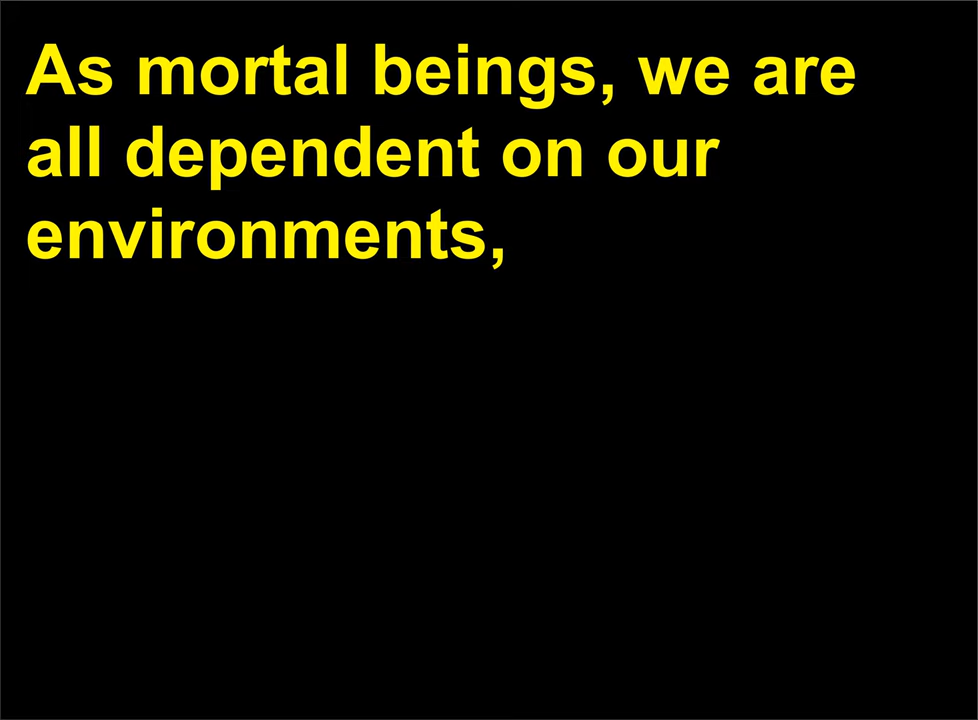 As mortal beings, we are
all dependent on our
environments,